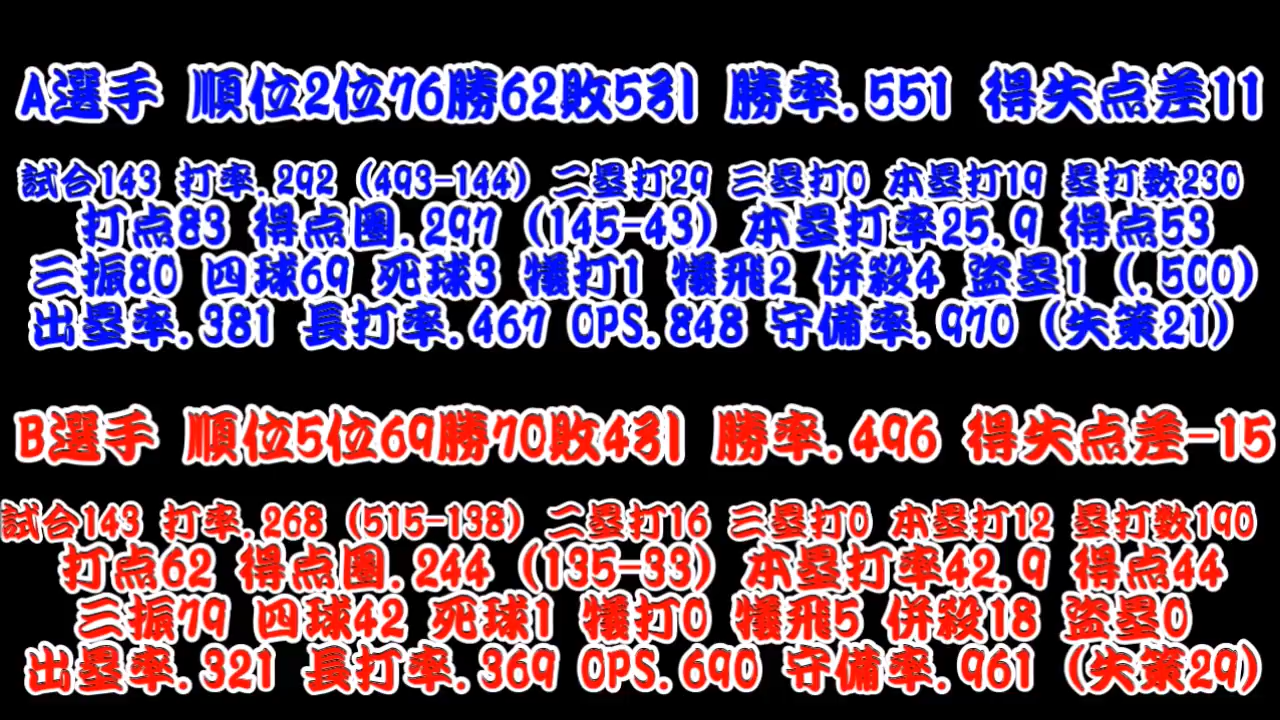 A選手 順位2位76勝62敗5引 勝率.551 得失点差11
試合143 打率.292 (493-144) 二塁打29 三塁打0 本塁打19 塁打数230
打点83 得点圏.297 (145-43) 本塁打率25.9 得点53
三振80 四球69 死球3 犠打1 犠飛2 併殺4 盗塁1 (.500)
出塁率.381 長打率.467 OPS.848 守備率.970 (失策21)
B選手 順位5位69勝70敗4引 勝率.496 得失点差-15
試合143 打率.268 (515-138) 二塁打16 三塁打0 本塁打12 塁打数190
打点62 得点圏.244 (135-33) 本塁打率42.9 得点44
三振79 四球42 死球1 犠打0 犠飛5 併殺18 盗塁0
出塁率.321 長打率.369 OPS.690 守備率.961 (失策29)